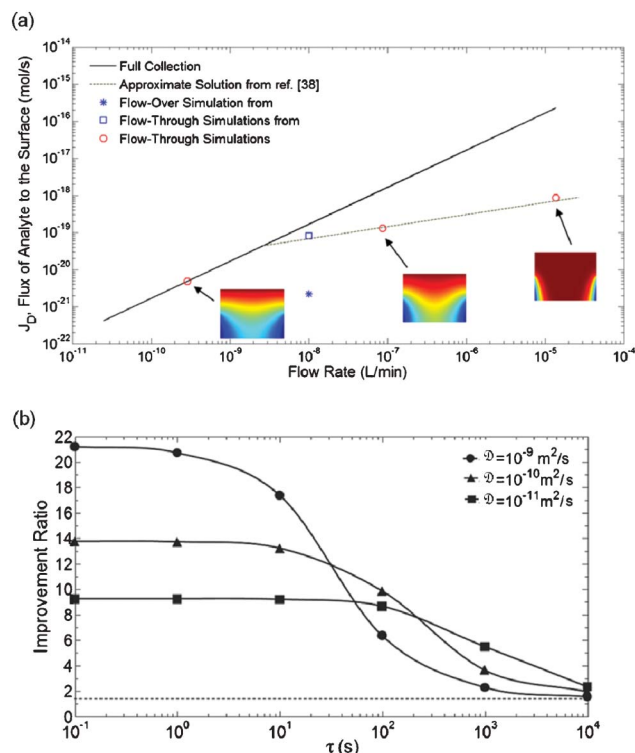 (a)
10^-14
10^-15
10^-16
10^-17
10^-18
10^-19
10^-20
10^-21
10^-22
J_D, Flux of Analyte to the Surface (mol/s)
Full Collection
Approximate Solution from ref. [38]
Flow-Over Simulation from
Flow-Through Simulations from
Flow-Through Simulations
10^-11 10^-10 10^-9 10^-8 10^-7 10^-6 10^-5 10^-4
Flow Rate (L/min)
(b)
22
20
18
16
14
12
10
8
6
4
2
0
Improvement Ratio
𝒟=10^-9 m^2/s
𝒟=10^-10 m^2/s
𝒟=10^-11 m^2/s
10^-1 10^0 10^1 10^2 10^3 10^4
τ (s)